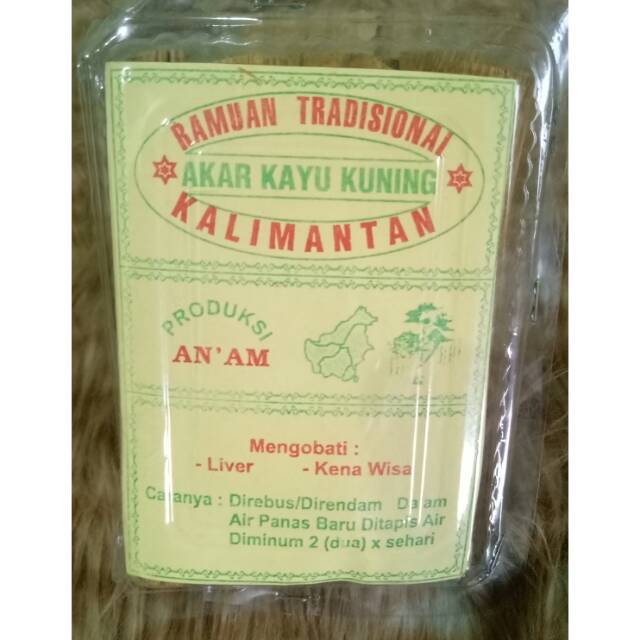 RAMUAN TRADISIONAL
AKAR KAYU KUNING
KALIMANTAN
PRODUKSI
AN'AM
Mengobati :
- Liver - Kena Wisa
Caranya : Direbus/Direndam Dalam
Air Panas Baru Ditapis Air
Diminum 2 (dua) x sehari